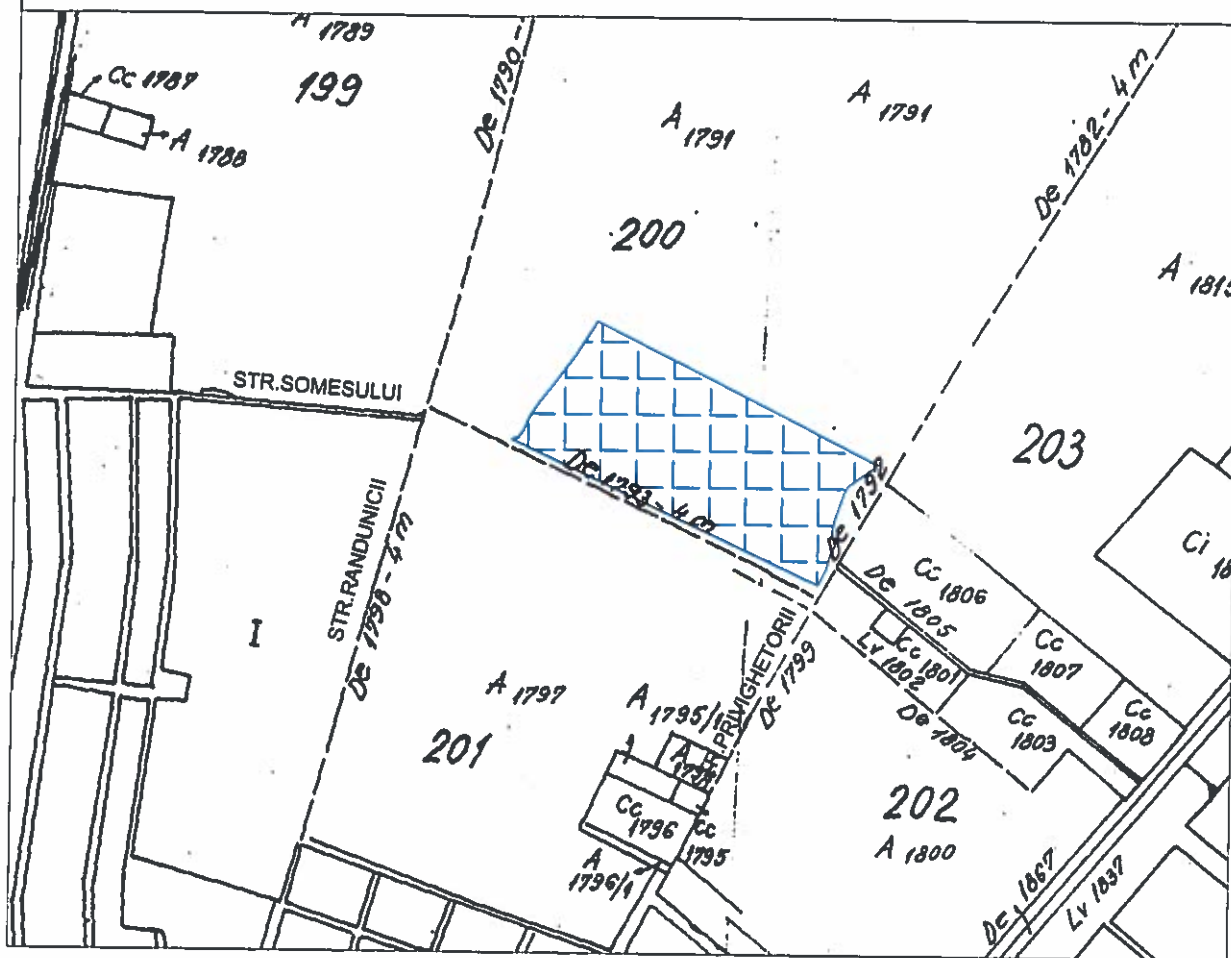 A 1789
199
Cc 1787
A 1788
De 1790 -
A 1791
A 1791
De 1782 - 4 m
200
A 1815
STR.SOMESULUI
203
De 1793 - 4 m
De 1792
Ci
STR.RANDUNICII
De 1798 - 4 m
I
Cc 1806
De 1805
Cc 1807
Cc 1808
Cc 1801
Lv 1802
De 1804
Cc 1803
PRIVIGHETORII
De 1799
A 1797
A 1795/1
201
Cc 1796
Cc 1795
A 1796/1
202
A 1800
De 1867
Lv 1837